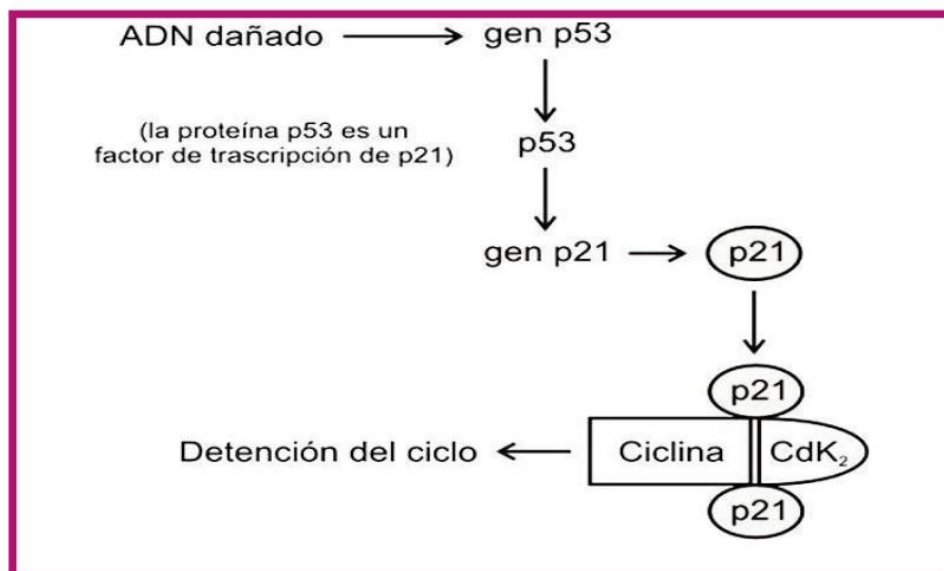 ADN dañado
gen p53
(la proteína p53 es un
factor de trascripción de p21)
p53
gen p21
p21
p21
Detención del ciclo
Ciclina
CdK₂
p21